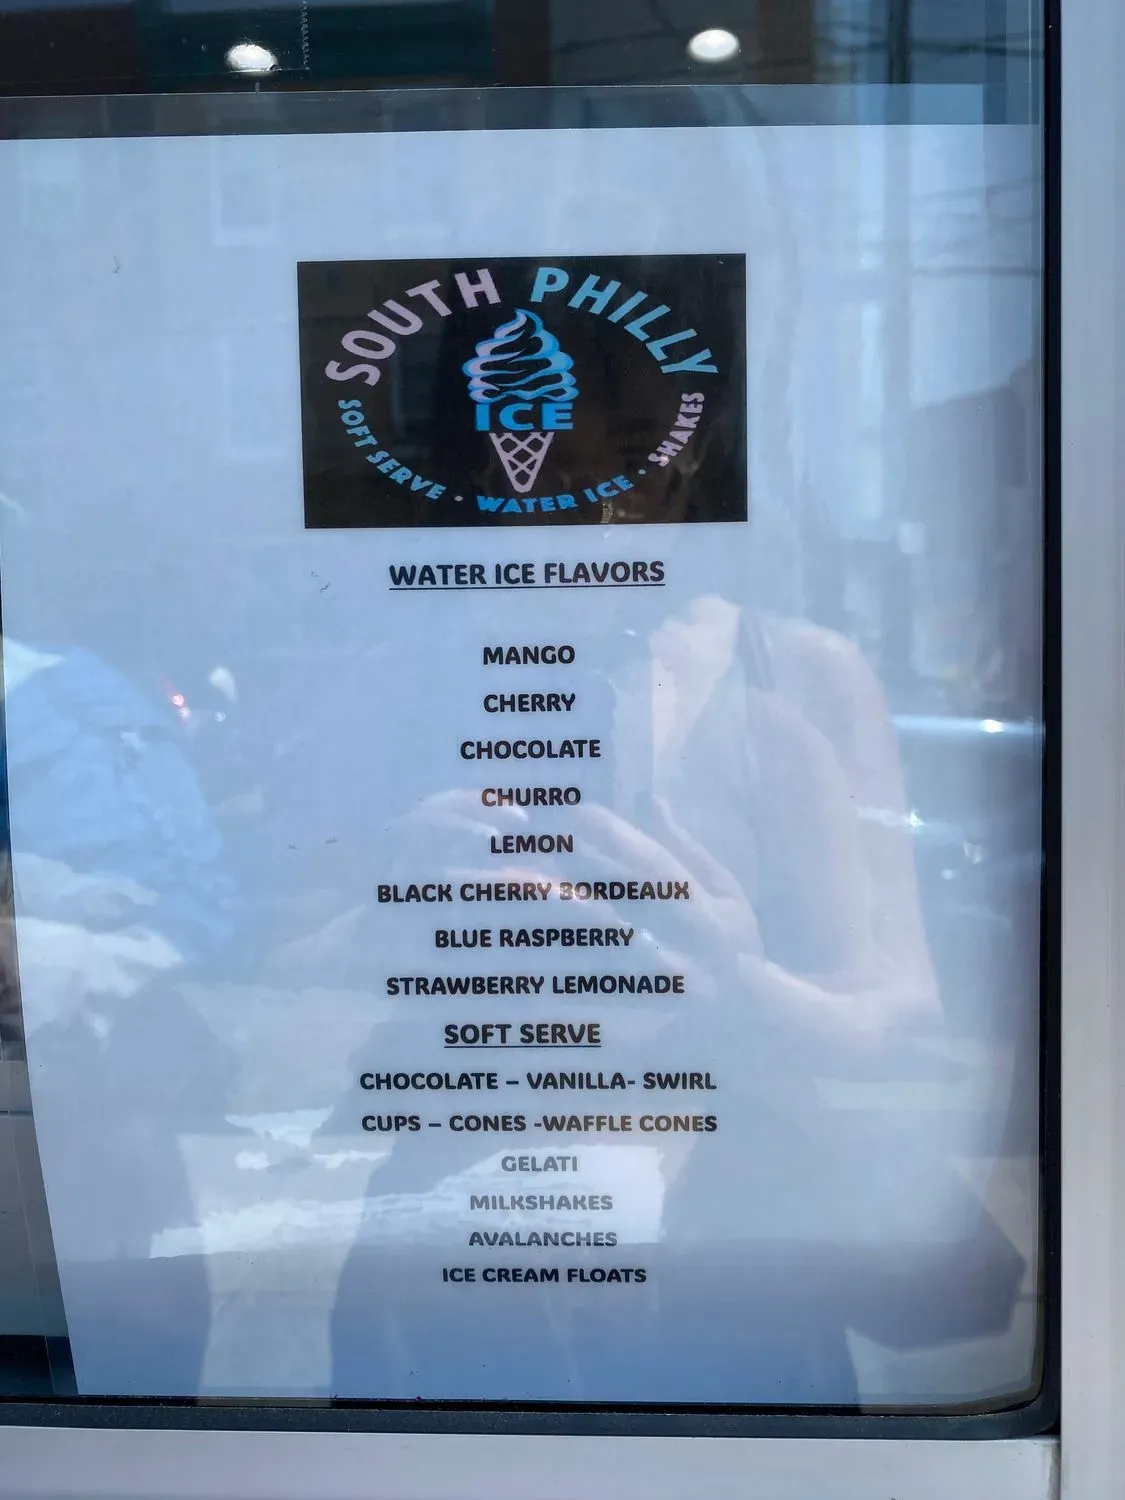 SOUTH PHILLY
ICE
SOFT SERVE · WATER ICE · SHAKES
WATER ICE FLAVORS
MANGO
CHERRY
CHOCOLATE
CHURRO
LEMON
BLACK CHERRY BORDEAUX
BLUE RASPBERRY
STRAWBERRY LEMONADE
SOFT SERVE
CHOCOLATE – VANILLA- SWIRL
CUPS – CONES -WAFFLE CONES
GELATI
MILKSHAKES
AVALANCHES
ICE CREAM FLOATS